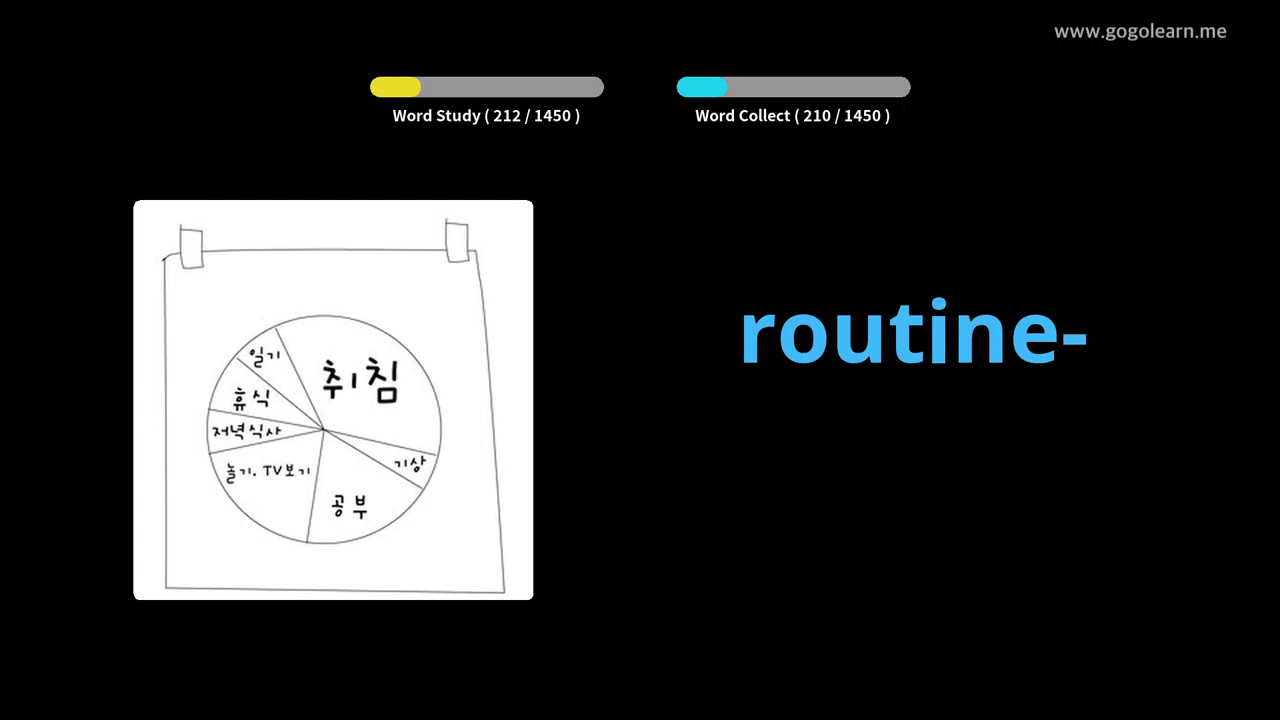 www.gogolearn.me
Word Study ( 212 / 1450 )
Word Collect ( 210 / 1450 )
routine-
일기
취침
휴식
저녁식사
기상
놀기. TV보기
공부